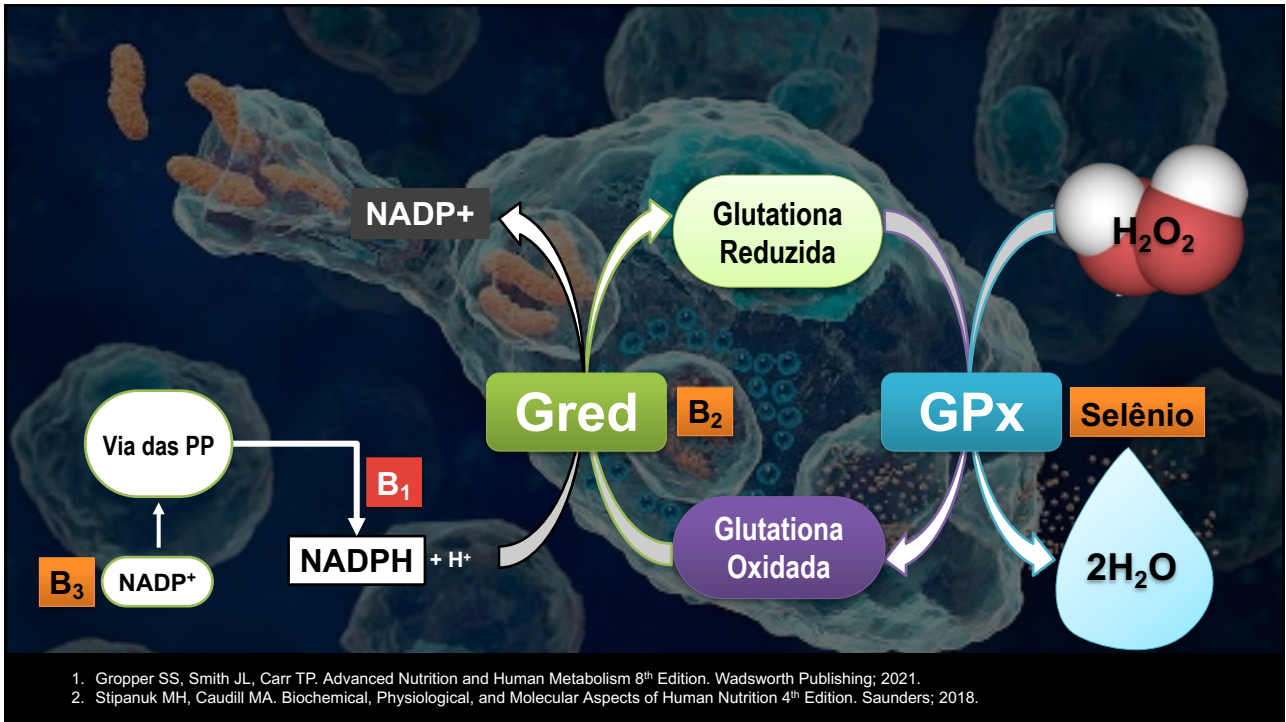 NADP+
Glutationa
Reduzida
H₂O₂
Gred
B₂
GPx
Selênio
Via das PP
B₁
NADPH + H⁺
B₃
NADP⁺
Glutationa
Oxidada
2H₂O
1. Gropper SS, Smith JL, Carr TP. Advanced Nutrition and Human Metabolism 8th Edition. Wadsworth Publishing; 2021.
2. Stipanuk MH, Caudill MA. Biochemical, Physiological, and Molecular Aspects of Human Nutrition 4th Edition. Saunders; 2018.